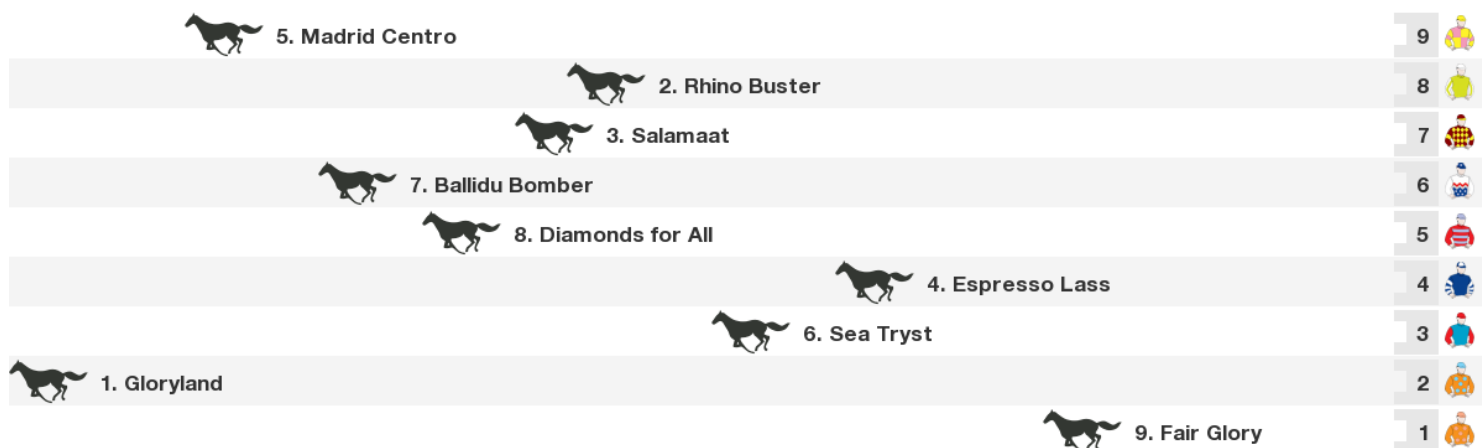 5. Madrid Centro 9
2. Rhino Buster 8
3. Salamaat 7
7. Ballidu Bomber 6
8. Diamonds for All 5
4. Espresso Lass 4
6. Sea Tryst 3
1. Gloryland 2
9. Fair Glory 1